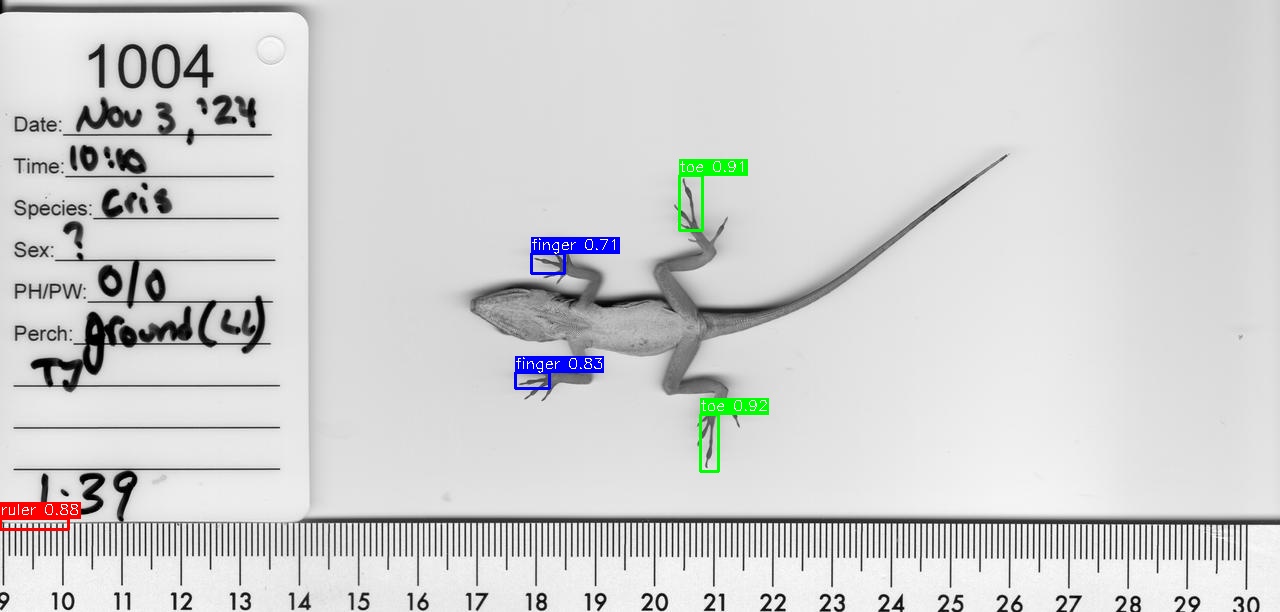 1004
Date: Nov 3, '24
Time: 10:10
Species: Cris
Sex: ?
PH/PW: 0/0
Perch: ground (LL)
TJ
1.39
toe 0.91
finger 0.71
finger 0.83
toe 0.92
ruler 0.88
9 10 11 12 13 14 15 16 17 18 19 20 21 22 23 24 25 26 27 28 29 30